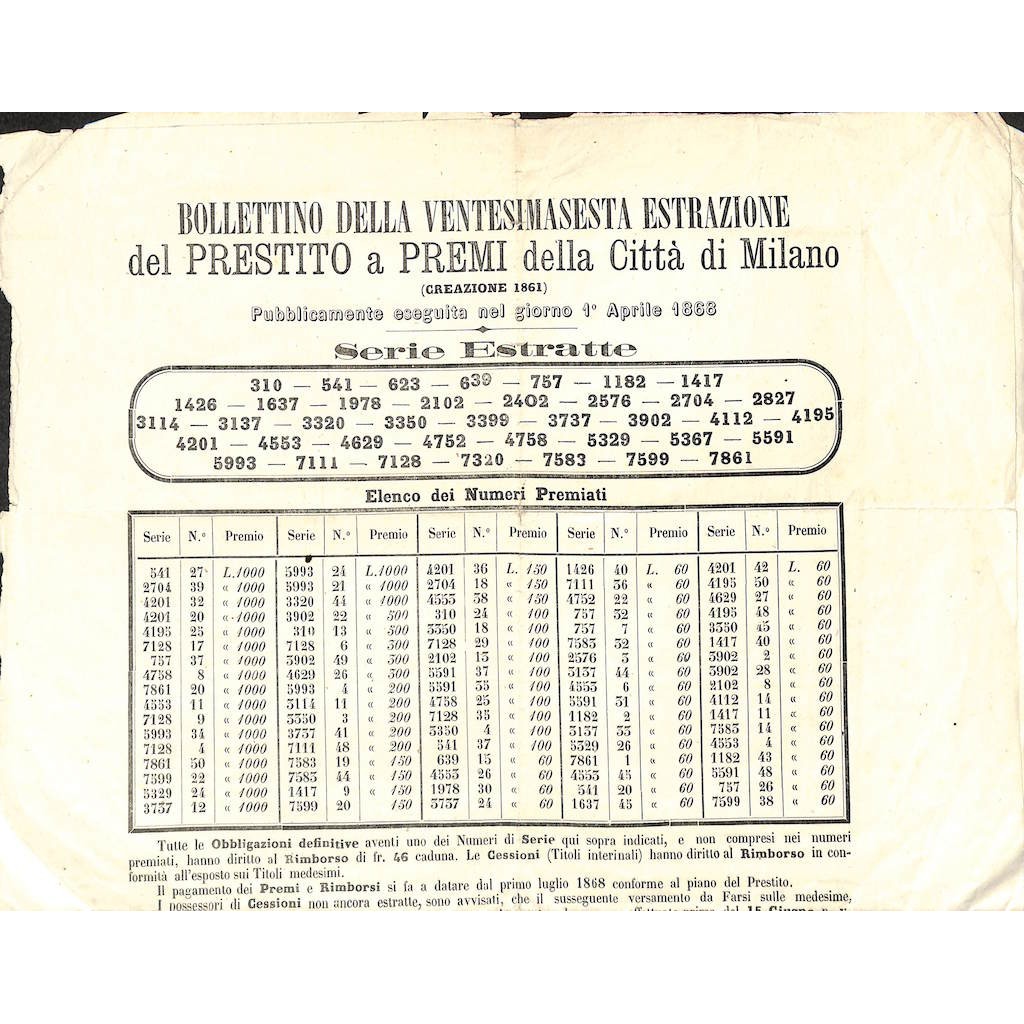 BOLLETTINO DELLA VENTESIMASESTA ESTRAZIONE
del PRESTITO a PREMI della Città di Milano
(CREAZIONE 1861)
Pubblicamente eseguita nel giorno 1° Aprile 1868
Serie Estratte
310 — 541 — 623 — 639 — 757 — 1182 — 1417
1426 — 1637 — 1978 — 2102 — 2402 — 2576 — 2704 — 2827
3114 — 3137 — 3320 — 3350 — 3399 — 3737 — 3902 — 4112 — 4195
4201 — 4553 — 4629 — 4752 — 4758 — 5329 — 5367 — 5591
5993 — 7111 — 7128 — 7320 — 7583 — 7599 — 7861
Elenco dei Numeri Premiati
Serie N.° Premio Serie N.° Premio Serie N.° Premio Serie N.° Premio Serie N.° Premio
541 27 L. 1000 5993 24 L. 1000 4201 36 L. 150 1426 40 L. 60 4201 42 L. 60
2704 39 « 1000 5993 21 « 1000 2704 18 « 150 7111 36 « 60 4195 50 « 60
4201 32 « 1000 3320 44 « 1000 4553 38 « 150 4752 22 « 60 4629 27 « 60
4201 20 « 1000 3902 22 « 500 310 24 « 100 757 32 « 60 4195 48 « 60
4195 25 « 1000 310 13 « 500 3350 18 « 100 757 7 « 60 3350 45 « 60
7128 17 « 1000 7128 6 « 300 7128 29 « 100 7583 32 « 60 1417 40 « 60
757 37 « 1000 3902 49 « 300 2102 13 « 100 2576 3 « 60 3902 2 « 60
4758 8 « 1000 4629 26 « 300 5591 37 « 100 3137 44 « 60 3902 28 « 60
7861 20 « 1000 5993 4 « 200 5591 33 « 100 4553 6 « 60 2102 8 « 60
4553 11 « 1000 3114 11 « 200 4758 25 « 100 5591 31 « 60 4112 14 « 60
7128 9 « 1000 3350 3 « 200 7128 35 « 100 1182 2 « 60 1417 11 « 60
5993 34 « 1000 3737 41 « 200 3350 4 « 100 3137 33 « 60 7583 14 « 60
7128 4 « 1000 7111 48 « 200 541 37 « 100 5329 26 « 60 4553 4 « 60
7861 50 « 1000 7583 19 « 150 639 15 « 60 7861 1 « 60 1182 43 « 60
7599 22 « 1000 7583 44 « 150 4553 26 « 60 4553 45 « 60 5591 48 « 60
5329 24 « 1000 1417 9 « 150 1978 30 « 60 541 20 « 60 757 26 « 60
3737 12 « 1000 7599 20 150 3737 24 « 60 1637 45 « 60 7599 38 « 60
Tutte le Obbligazioni definitive aventi uno dei Numeri di Serie qui sopra indicati, e non compresi nei numeri
premiati, hanno diritto al Rimborso di fr. 46 caduna. Le Cessioni (Titoli interinali) hanno diritto al Rimborso in con-
formità all'esposto sui Titoli medesimi.
Il pagamento dei Premi e Rimborsi si fa a datare dal primo luglio 1868 conforme al piano del Prestito.
I possessori di Cessioni non ancora estratte, sono avvisati, che il susseguente versamento da Farsi sulle medesime,